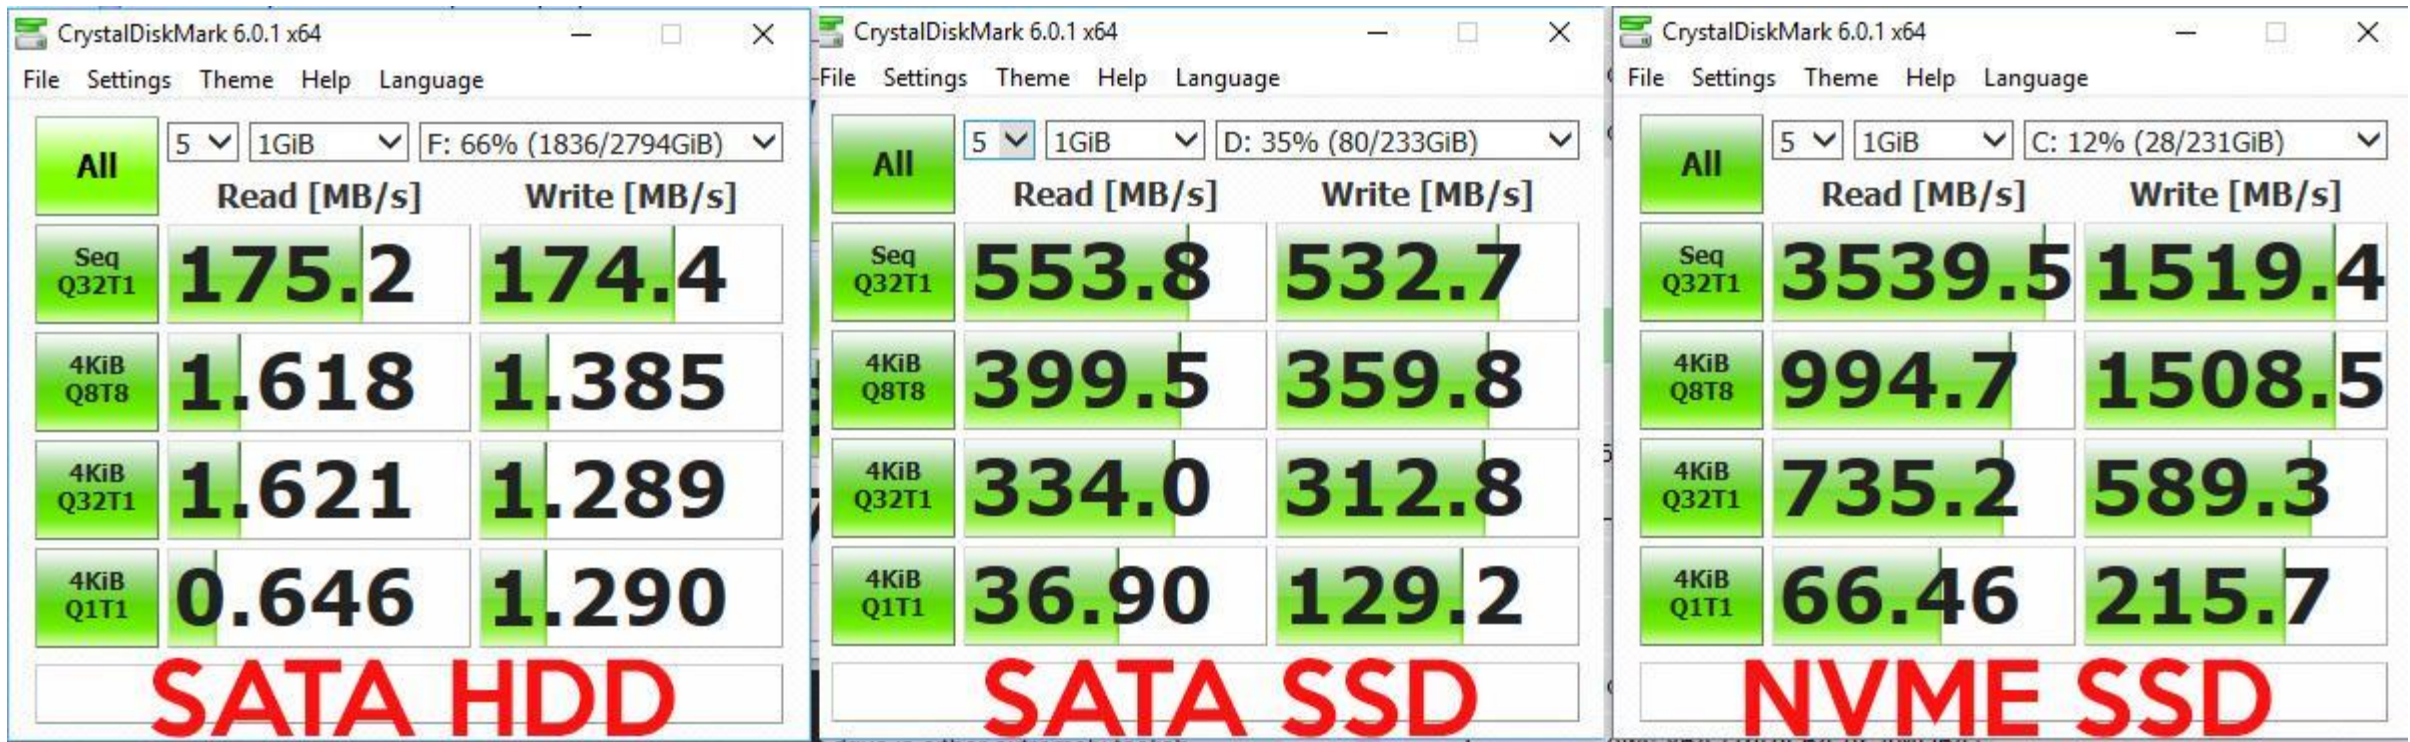 CrystalDiskMark 6.0.1 x64
File Settings Theme Help Language
All
5
1GiB
F: 66% (1836/2794GiB)
Read [MB/s] Write [MB/s]
Seq
Q32T1
175.2 174.4
4KiB
Q8T8
1.618 1.385
4KiB
Q32T1
1.621 1.289
4KiB
Q1T1
0.646 1.290
SATA HDD
CrystalDiskMark 6.0.1 x64
File Settings Theme Help Language
All
5
1GiB
D: 35% (80/233GiB)
Read [MB/s] Write [MB/s]
Seq
Q32T1
553.8 532.7
4KiB
Q8T8
399.5 359.8
4KiB
Q32T1
334.0 312.8
4KiB
Q1T1
36.90 129.2
SATA SSD
CrystalDiskMark 6.0.1 x64
File Settings Theme Help Language
All
5
1GiB
C: 12% (28/231GiB)
Read [MB/s] Write [MB/s]
Seq
Q32T1
3539.5 1519.4
4KiB
Q8T8
994.7 1508.5
4KiB
Q32T1
735.2 589.3
4KiB
Q1T1
66.46 215.7
NVME SSD